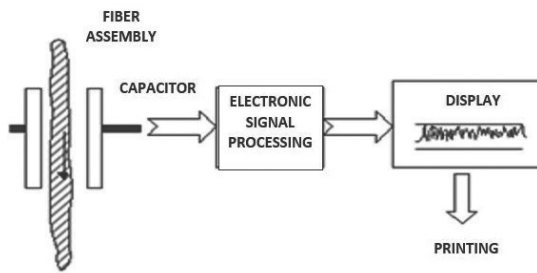 FIBER
ASSEMBLY
CAPACITOR
ELECTRONIC
SIGNAL
PROCESSING
DISPLAY
PRINTING